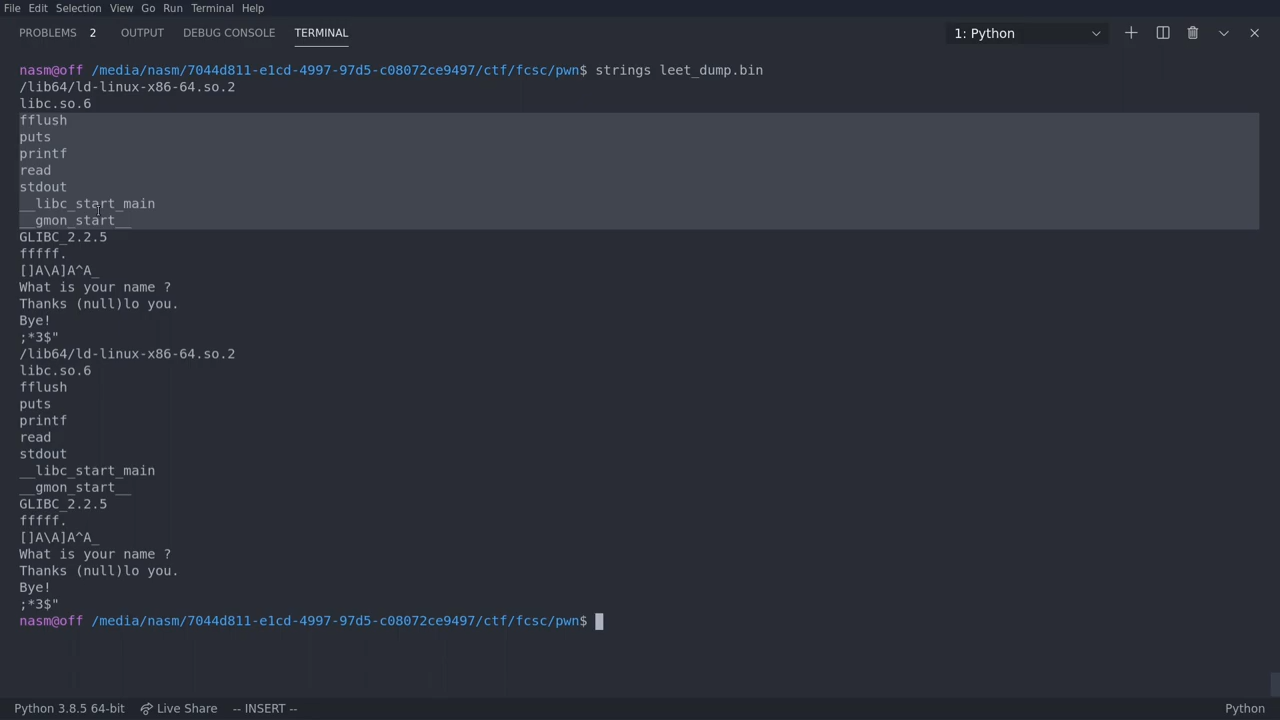 File Edit Selection View Go Run Terminal Help
PROBLEMS 2 OUTPUT DEBUG CONSOLE TERMINAL 1: Python
nasm@off /media/nasm/7044d811-e1cd-4997-97d5-c08072ce9497/ctf/fcsc/pwn$ strings leet_dump.bin
/lib64/ld-linux-x86-64.so.2
libc.so.6
fflush
puts
printf
read
stdout
__libc_start_main
__gmon_start__
GLIBC_2.2.5
fffff.
[]A\A]A^A_
What is your name ?
Thanks (null)lo you.
Bye!
;*3$"
/lib64/ld-linux-x86-64.so.2
libc.so.6
fflush
puts
printf
read
stdout
__libc_start_main
__gmon_start__
GLIBC_2.2.5
fffff.
[]A\A]A^A_
What is your name ?
Thanks (null)lo you.
Bye!
;*3$"
nasm@off /media/nasm/7044d811-e1cd-4997-97d5-c08072ce9497/ctf/fcsc/pwn$
Python 3.8.5 64-bit Live Share -- INSERT -- Python